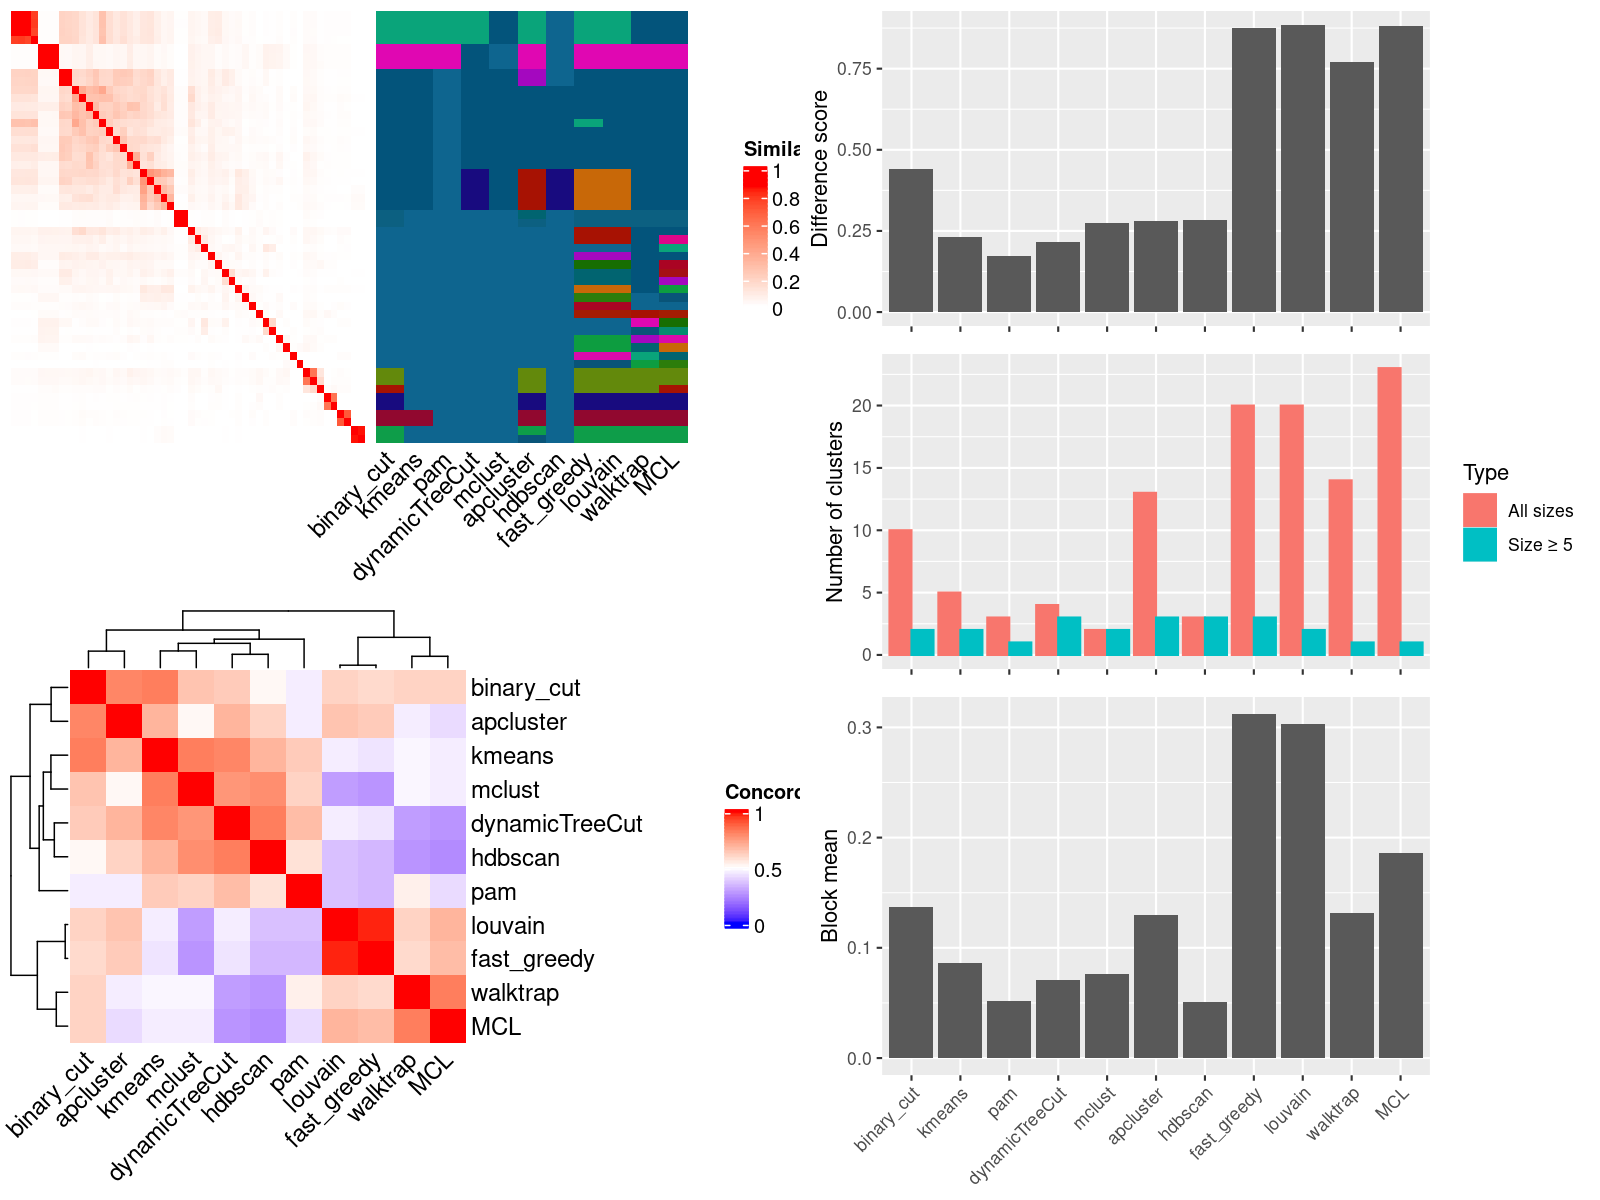 Simila
1
0.8
0.6
0.4
0.2
0
binary_cut
kmeans
pam
dynamicTreeCut
mclust
apcluster
hdbscan
fast_greedy
louvain
walktrap
MCL
binary_cut
apcluster
kmeans
mclust
dynamicTreeCut
hdbscan
pam
louvain
fast_greedy
walktrap
MCL
Concord
1
0.5
0
binary_cut
apcluster
kmeans
mclust
dynamicTreeCut
hdbscan
pam
louvain
fast_greedy
walktrap
MCL
Difference score
0.75
0.50
0.25
0.00
Number of clusters
20
15
10
5
0
Type
All sizes
Size ≥ 5
Block mean
0.3
0.2
0.1
0.0
binary_cut
kmeans
pam
dynamicTreeCut
mclust
apcluster
hdbscan
fast_greedy
louvain
walktrap
MCL